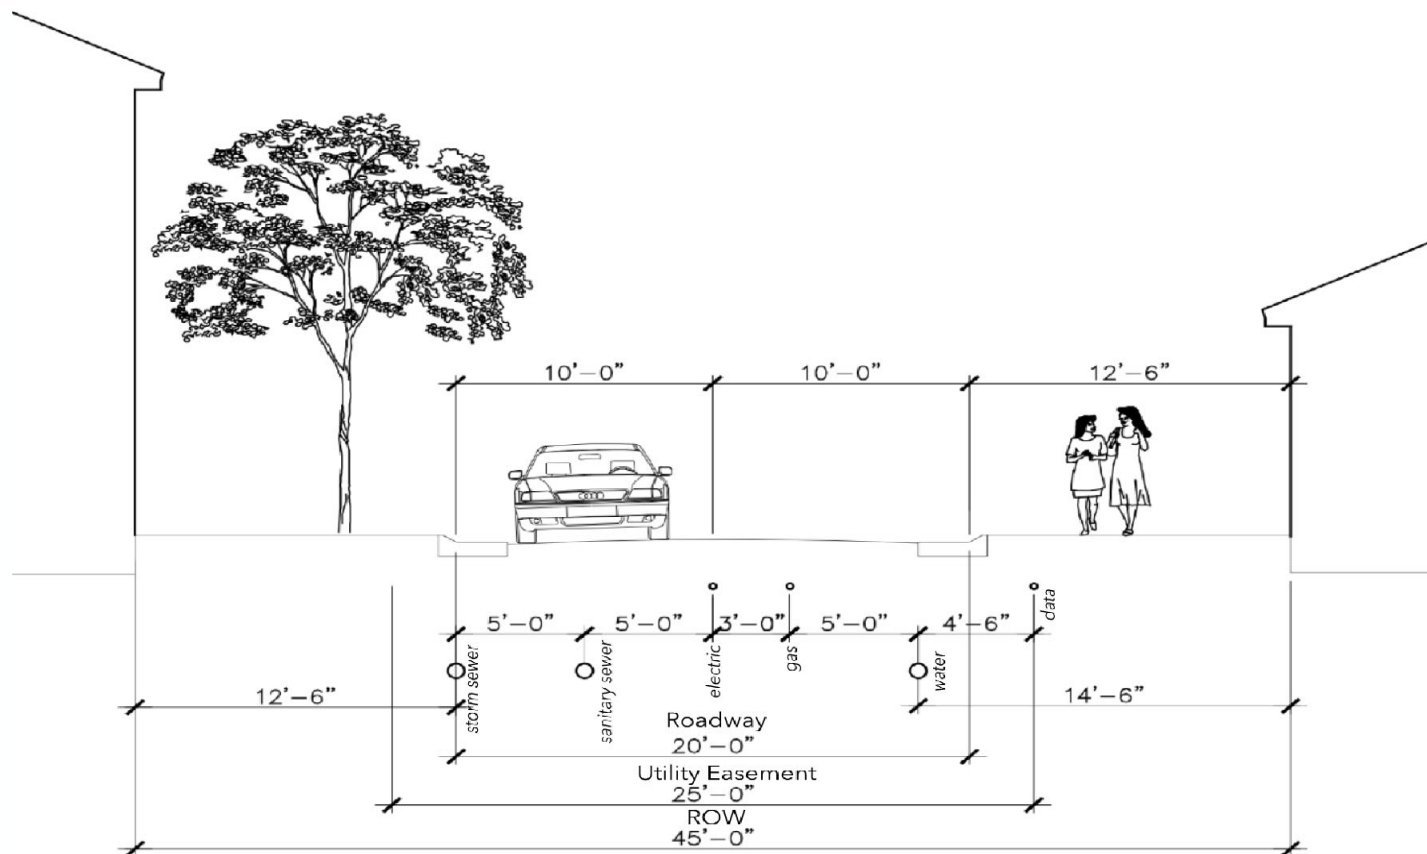 10'-0" 10'-0" 12'-6"
data
5'-0" 5'-0" 3'-0" 5'-0" 4'-6"
storm sewer
sanitary sewer
electric
gas
water
12'-6" 14'-6"
Roadway
20'-0"
Utility Easement
25'-0"
ROW
45'-0"